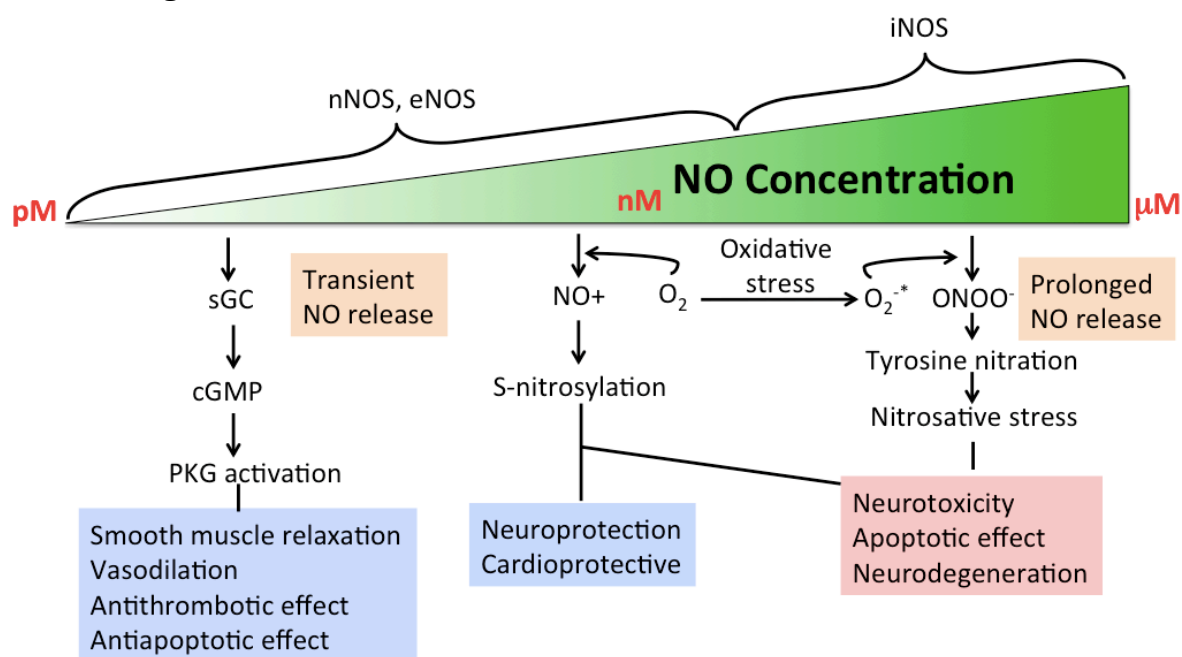 iNOS
nNOS, eNOS
NO Concentration
pM
nM
µM
Transient
NO release
sGC
cGMP
PKG activation
Smooth muscle relaxation
Vasodilation
Antithrombotic effect
Antiapoptotic effect
NO+
O2
S-nitrosylation
Neuroprotection
Cardioprotective
Oxidative
stress
O2-*
ONOO-
Prolonged
NO release
Tyrosine nitration
Nitrosative stress
Neurotoxicity
Apoptotic effect
Neurodegeneration